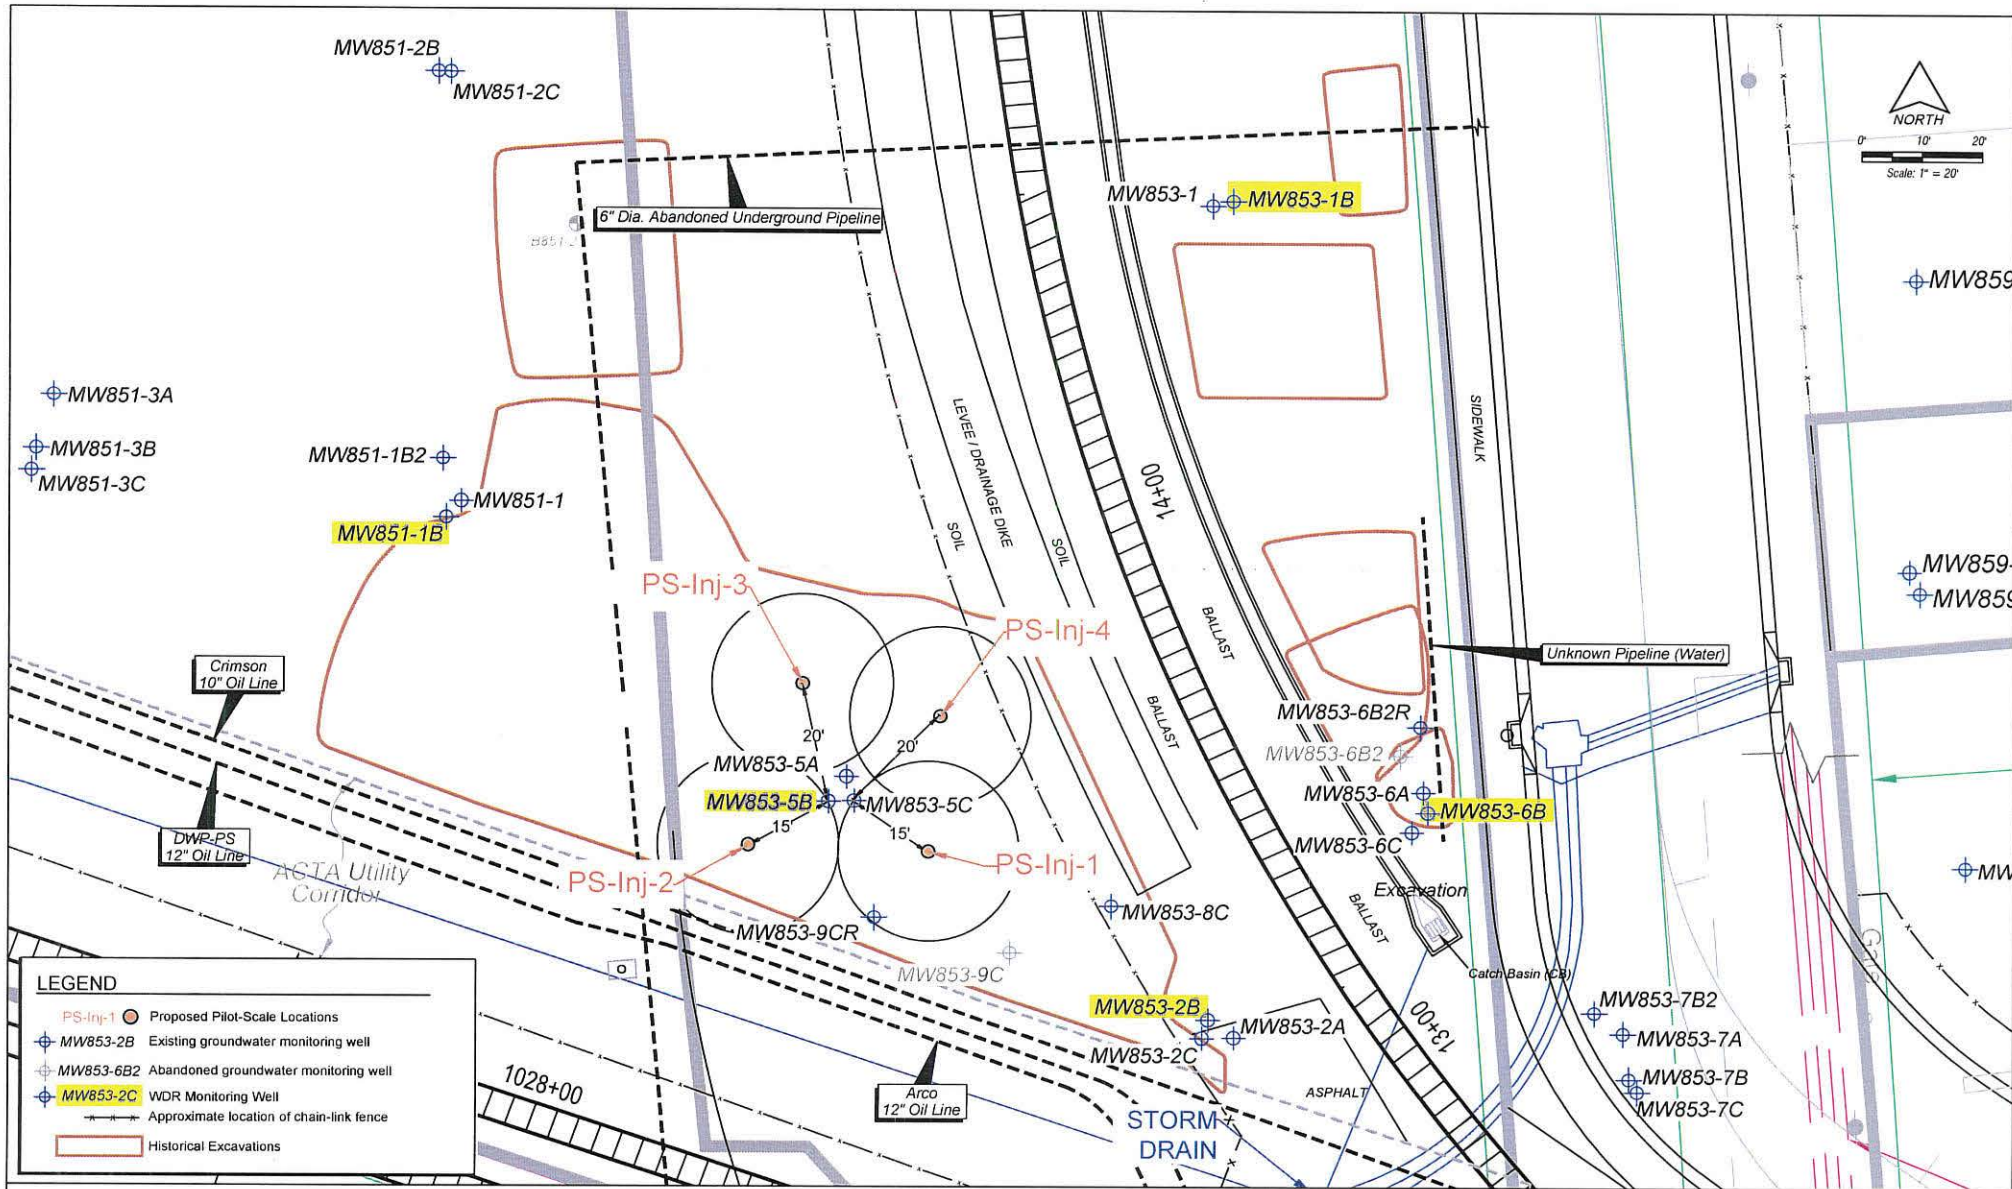 MW851-2B
MW851-2C
NORTH
0' 10' 20'
Scale: 1" = 20'
6" Dia. Abandoned Underground Pipeline
MW853-1
MW853-1B
MW859
MW851-3A
MW851-3B
MW851-3C
MW851-1B2
MW851-1
MW851-1B
LEVEE / DRAINAGE DIKE
SOIL
SOIL
14+00
SIDEWALK
BALLAST
BALLAST
BALLAST
MW859-
MW859
PS-Inj-3
PS-Inj-4
Unknown Pipeline (Water)
Crimson
10" Oil Line
DWP-PS
12" Oil Line
ACTA Utility
Corridor
20'
20'
MW853-5A
MW853-5B
MW853-5C
15'
15'
PS-Inj-2
PS-Inj-1
MW853-6B2R
MW853-6B2
MW853-6A
MW853-6B
MW853-6C
MW
Excavation
Catch Basin (CB)
MW853-8C
MW853-9CR
MW853-9C
MW853-2B
MW853-2A
MW853-2C
13+00
ASPHALT
MW853-7B2
MW853-7A
MW853-7B
MW853-7C
Arco
12" Oil Line
STORM
DRAIN
1028+00
LEGEND
PS-Inj-1 Proposed Pilot-Scale Locations
MW853-2B Existing groundwater monitoring well
MW853-6B2 Abandoned groundwater monitoring well
MW853-2C WDR Monitoring Well
Approximate location of chain-link fence
Historical Excavations